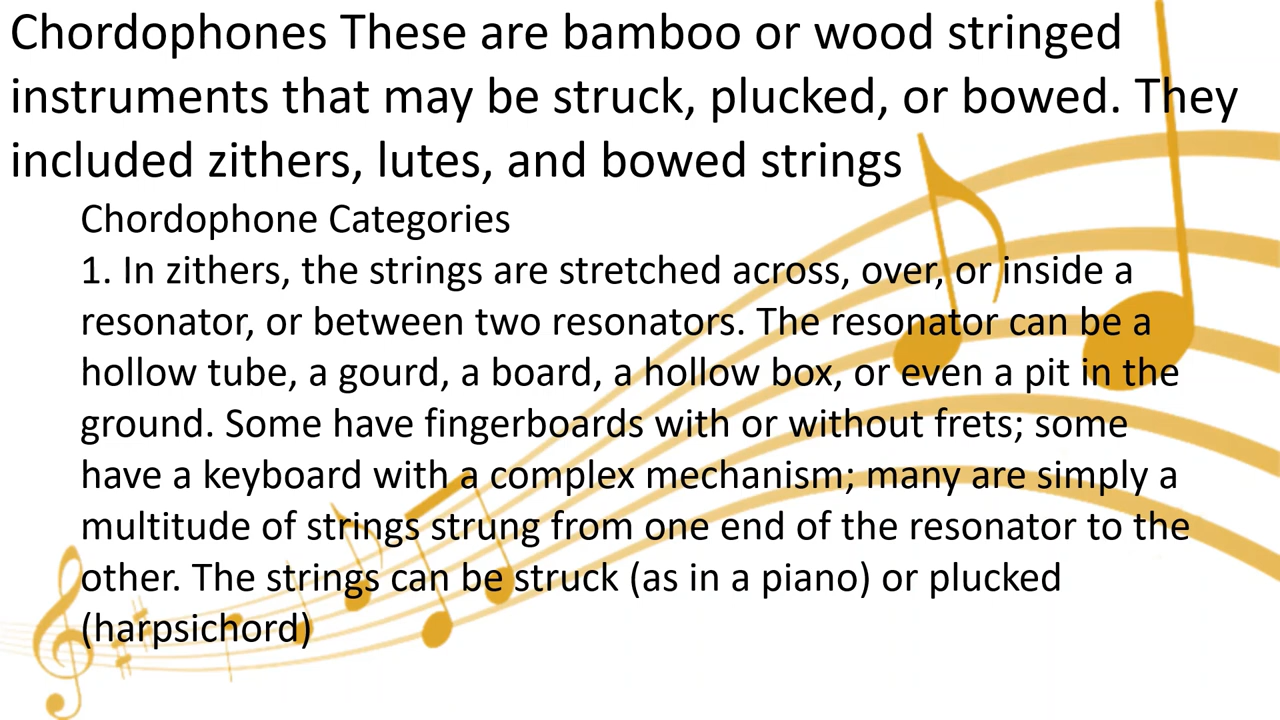 Chordophones These are bamboo or wood stringed
instruments that may be struck, plucked, or bowed. They
included zithers, lutes, and bowed strings
Chordophone Categories
1. In zithers, the strings are stretched across, over, or inside a
resonator, or between two resonators. The resonator can be a
hollow tube, a gourd, a board, a hollow box, or even a pit in the
ground. Some have fingerboards with or without frets; some
have a keyboard with a complex mechanism; many are simply a
multitude of strings strung from one end of the resonator to the
other. The strings can be struck (as in a piano) or plucked
(harpsichord)